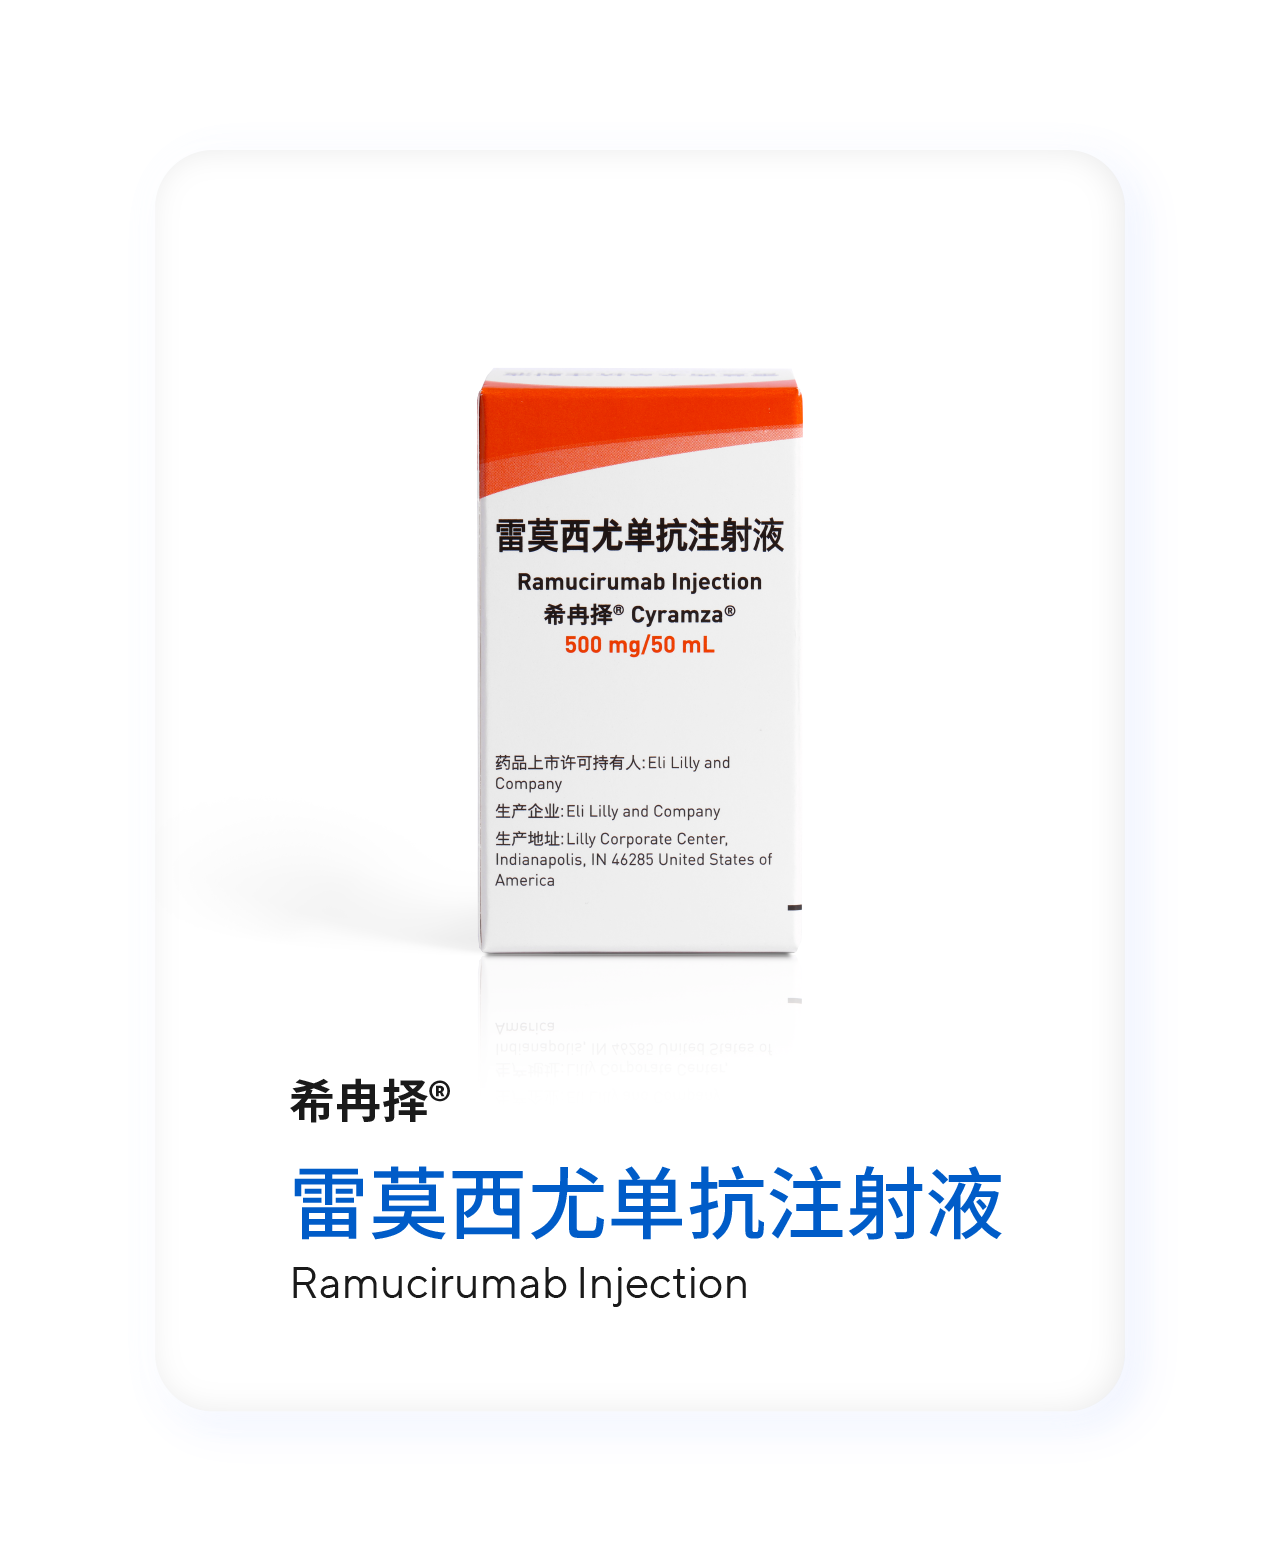 雷莫西尤单抗注射液
Ramucirumab Injection
希冉择® Cyramza®
500 mg/50 mL
药品上市许可持有人:Eli Lilly and
Company
生产企业:Eli Lilly and Company
生产地址:Lilly Corporate Center,
Indianapolis, IN 46285 United States of
America
希冉择®
雷莫西尤单抗注射液
Ramucirumab Injection